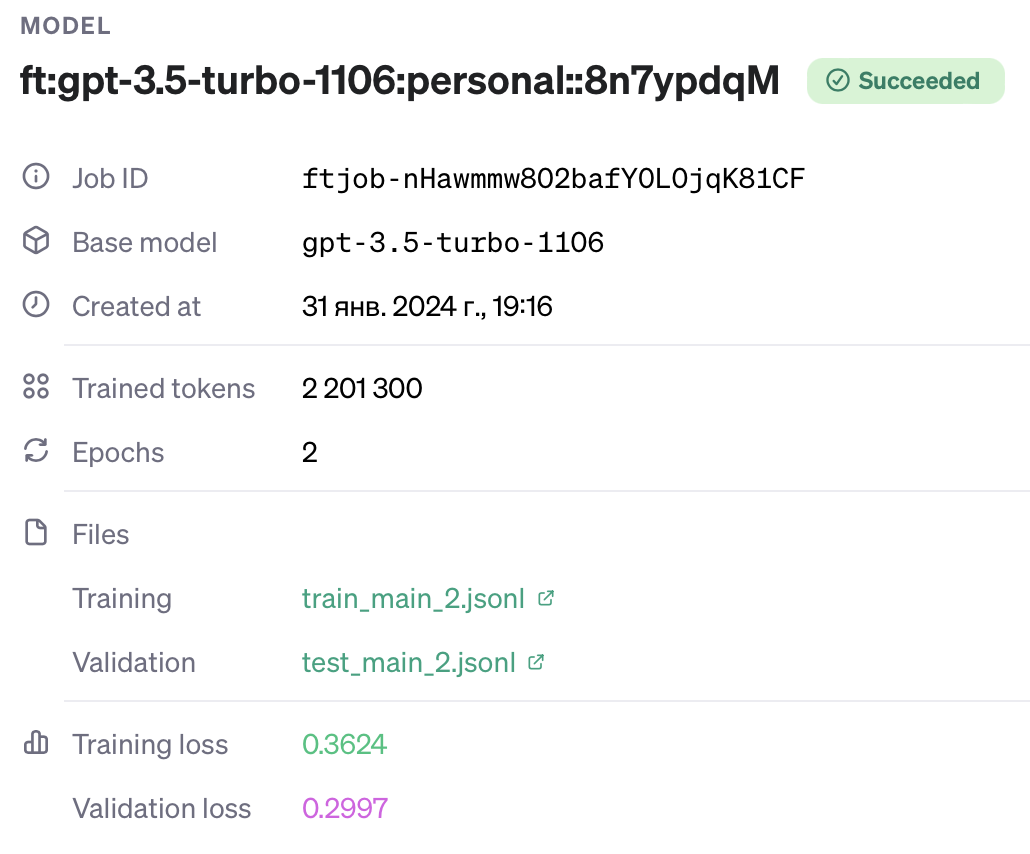 MODEL
ft:gpt-3.5-turbo-1106:personal::8n7ypdqM Succeeded
Job ID ftjob-nHawmmw802bafY0L0jqK81CF
Base model gpt-3.5-turbo-1106
Created at 31 янв. 2024 г., 19:16
Trained tokens 2 201 300
Epochs 2
Files
Training train_main_2.jsonl
Validation test_main_2.jsonl
Training loss 0.3624
Validation loss 0.2997